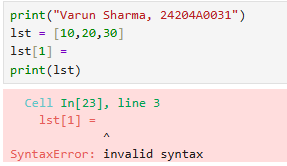 print("Varun Sharma, 24204A0031")
lst = [10,20,30]
lst[1] =
print(lst)
Cell In[23], line 3
lst[1] =
^
SyntaxError: invalid syntax